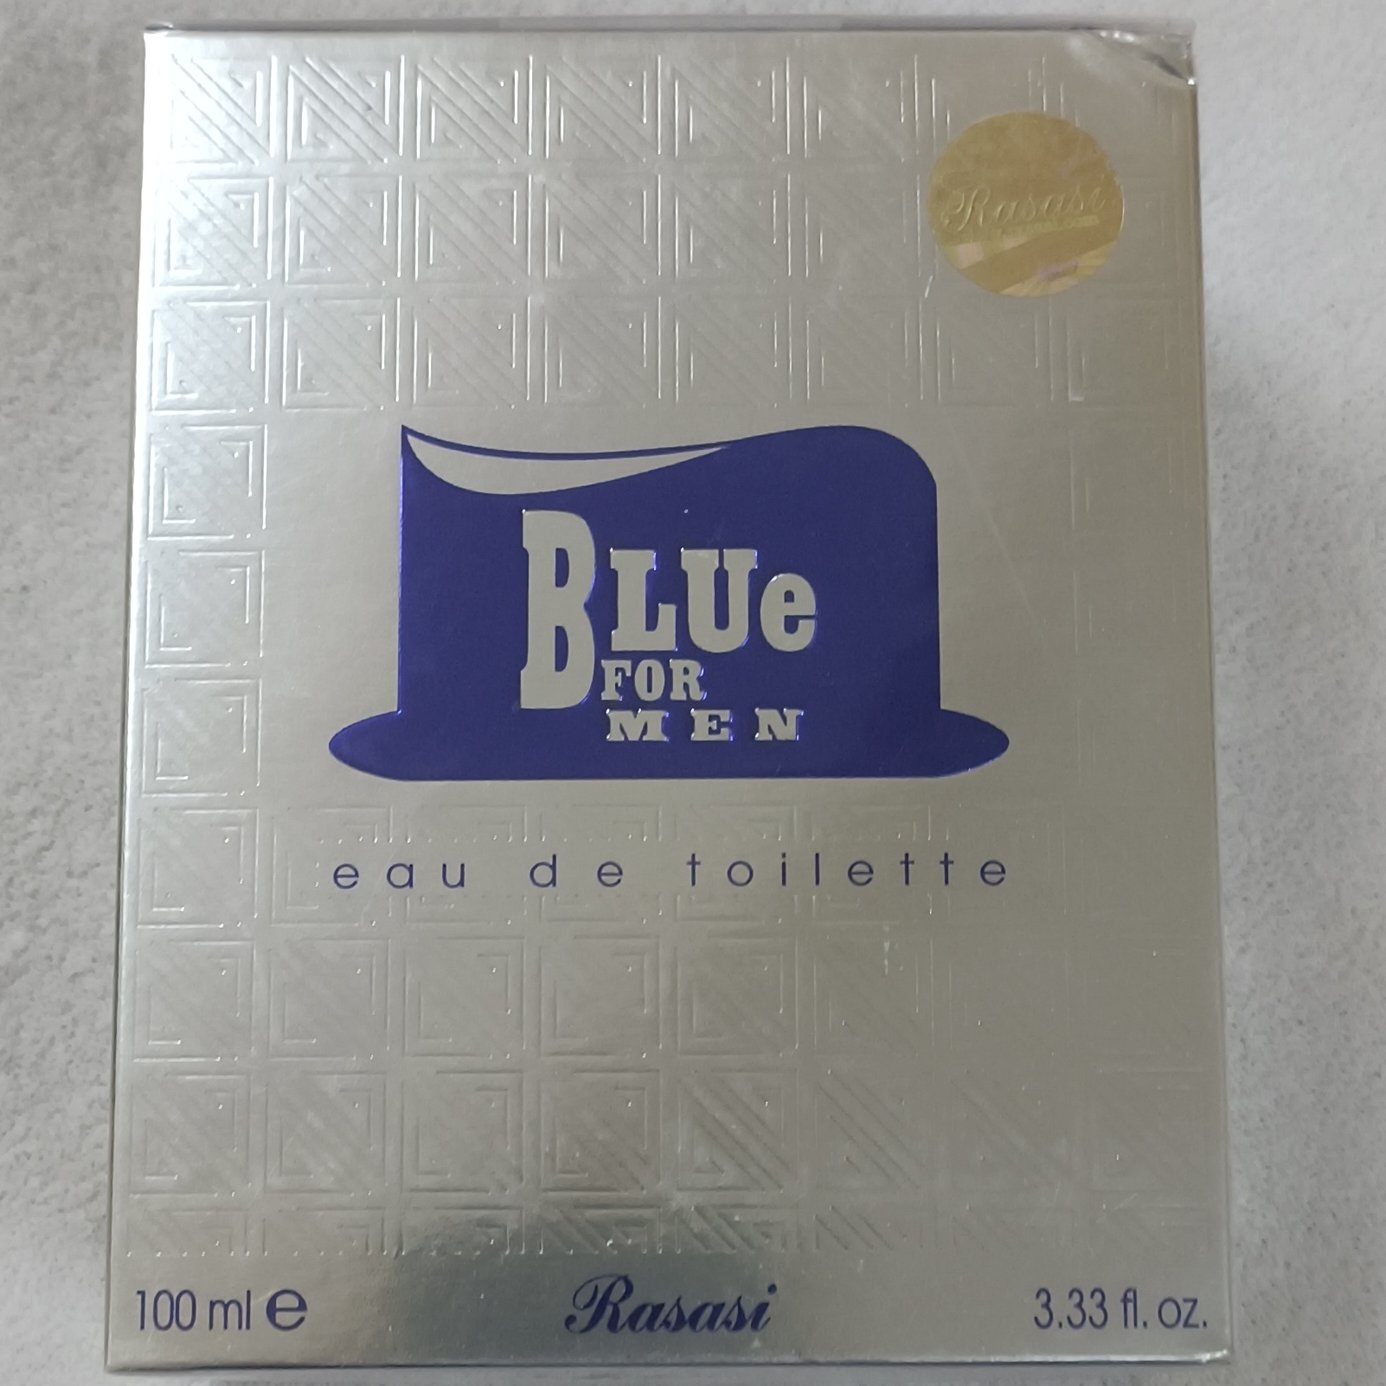 Rasasi
BLUe
FOR
MEN
eau de toilette
100 ml e
Rasasi
3.33 fl. oz.